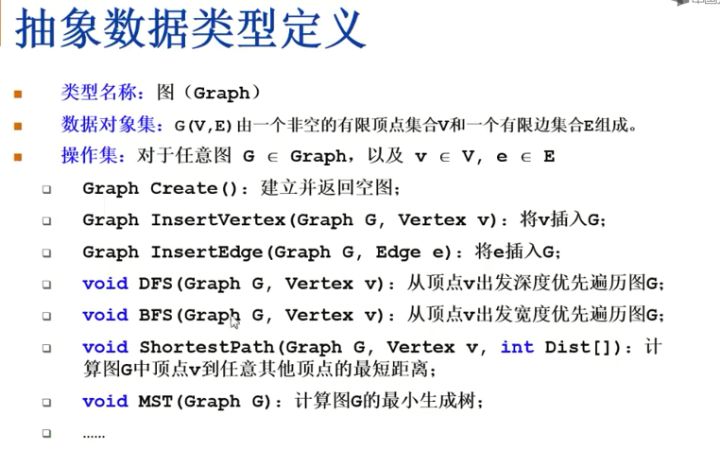 抽象数据类型定义
类型名称：图（Graph）
数据对象集：G(V,E)由一个非空的有限顶点集合V和一个有限边集合E组成。
操作集：对于任意图 G ∈ Graph，以及 v ∈ V, e ∈ E
Graph Create()：建立并返回空图；
Graph InsertVertex(Graph G, Vertex v)：将v插入G；
Graph InsertEdge(Graph G, Edge e)：将e插入G；
void DFS(Graph G, Vertex v)：从顶点v出发深度优先遍历图G；
void BFS(Graph G, Vertex v)：从顶点v出发宽度优先遍历图G；
void ShortestPath(Graph G, Vertex v, int Dist[])：计
算图G中顶点v到任意其他顶点的最短距离；
void MST(Graph G)：计算图G的最小生成树；
……